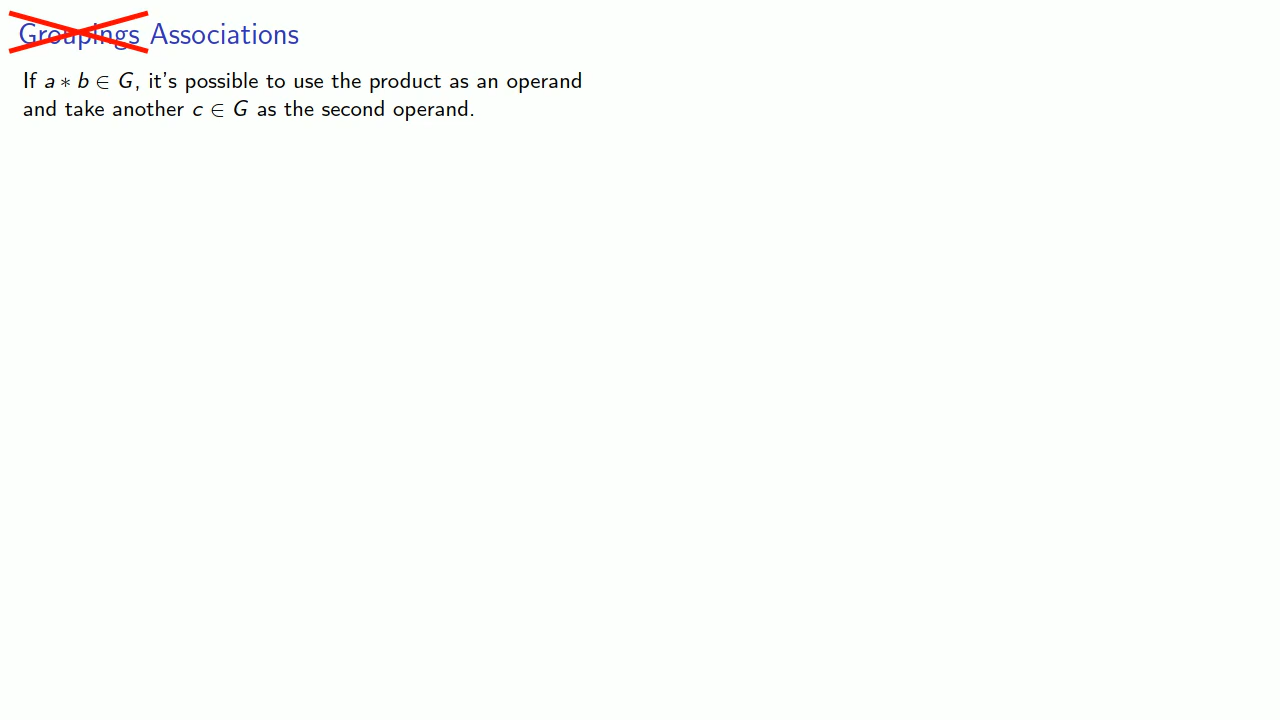 Groupings Associations
If a ∗ b ∈ G, it's possible to use the product as an operand
and take another c ∈ G as the second operand.